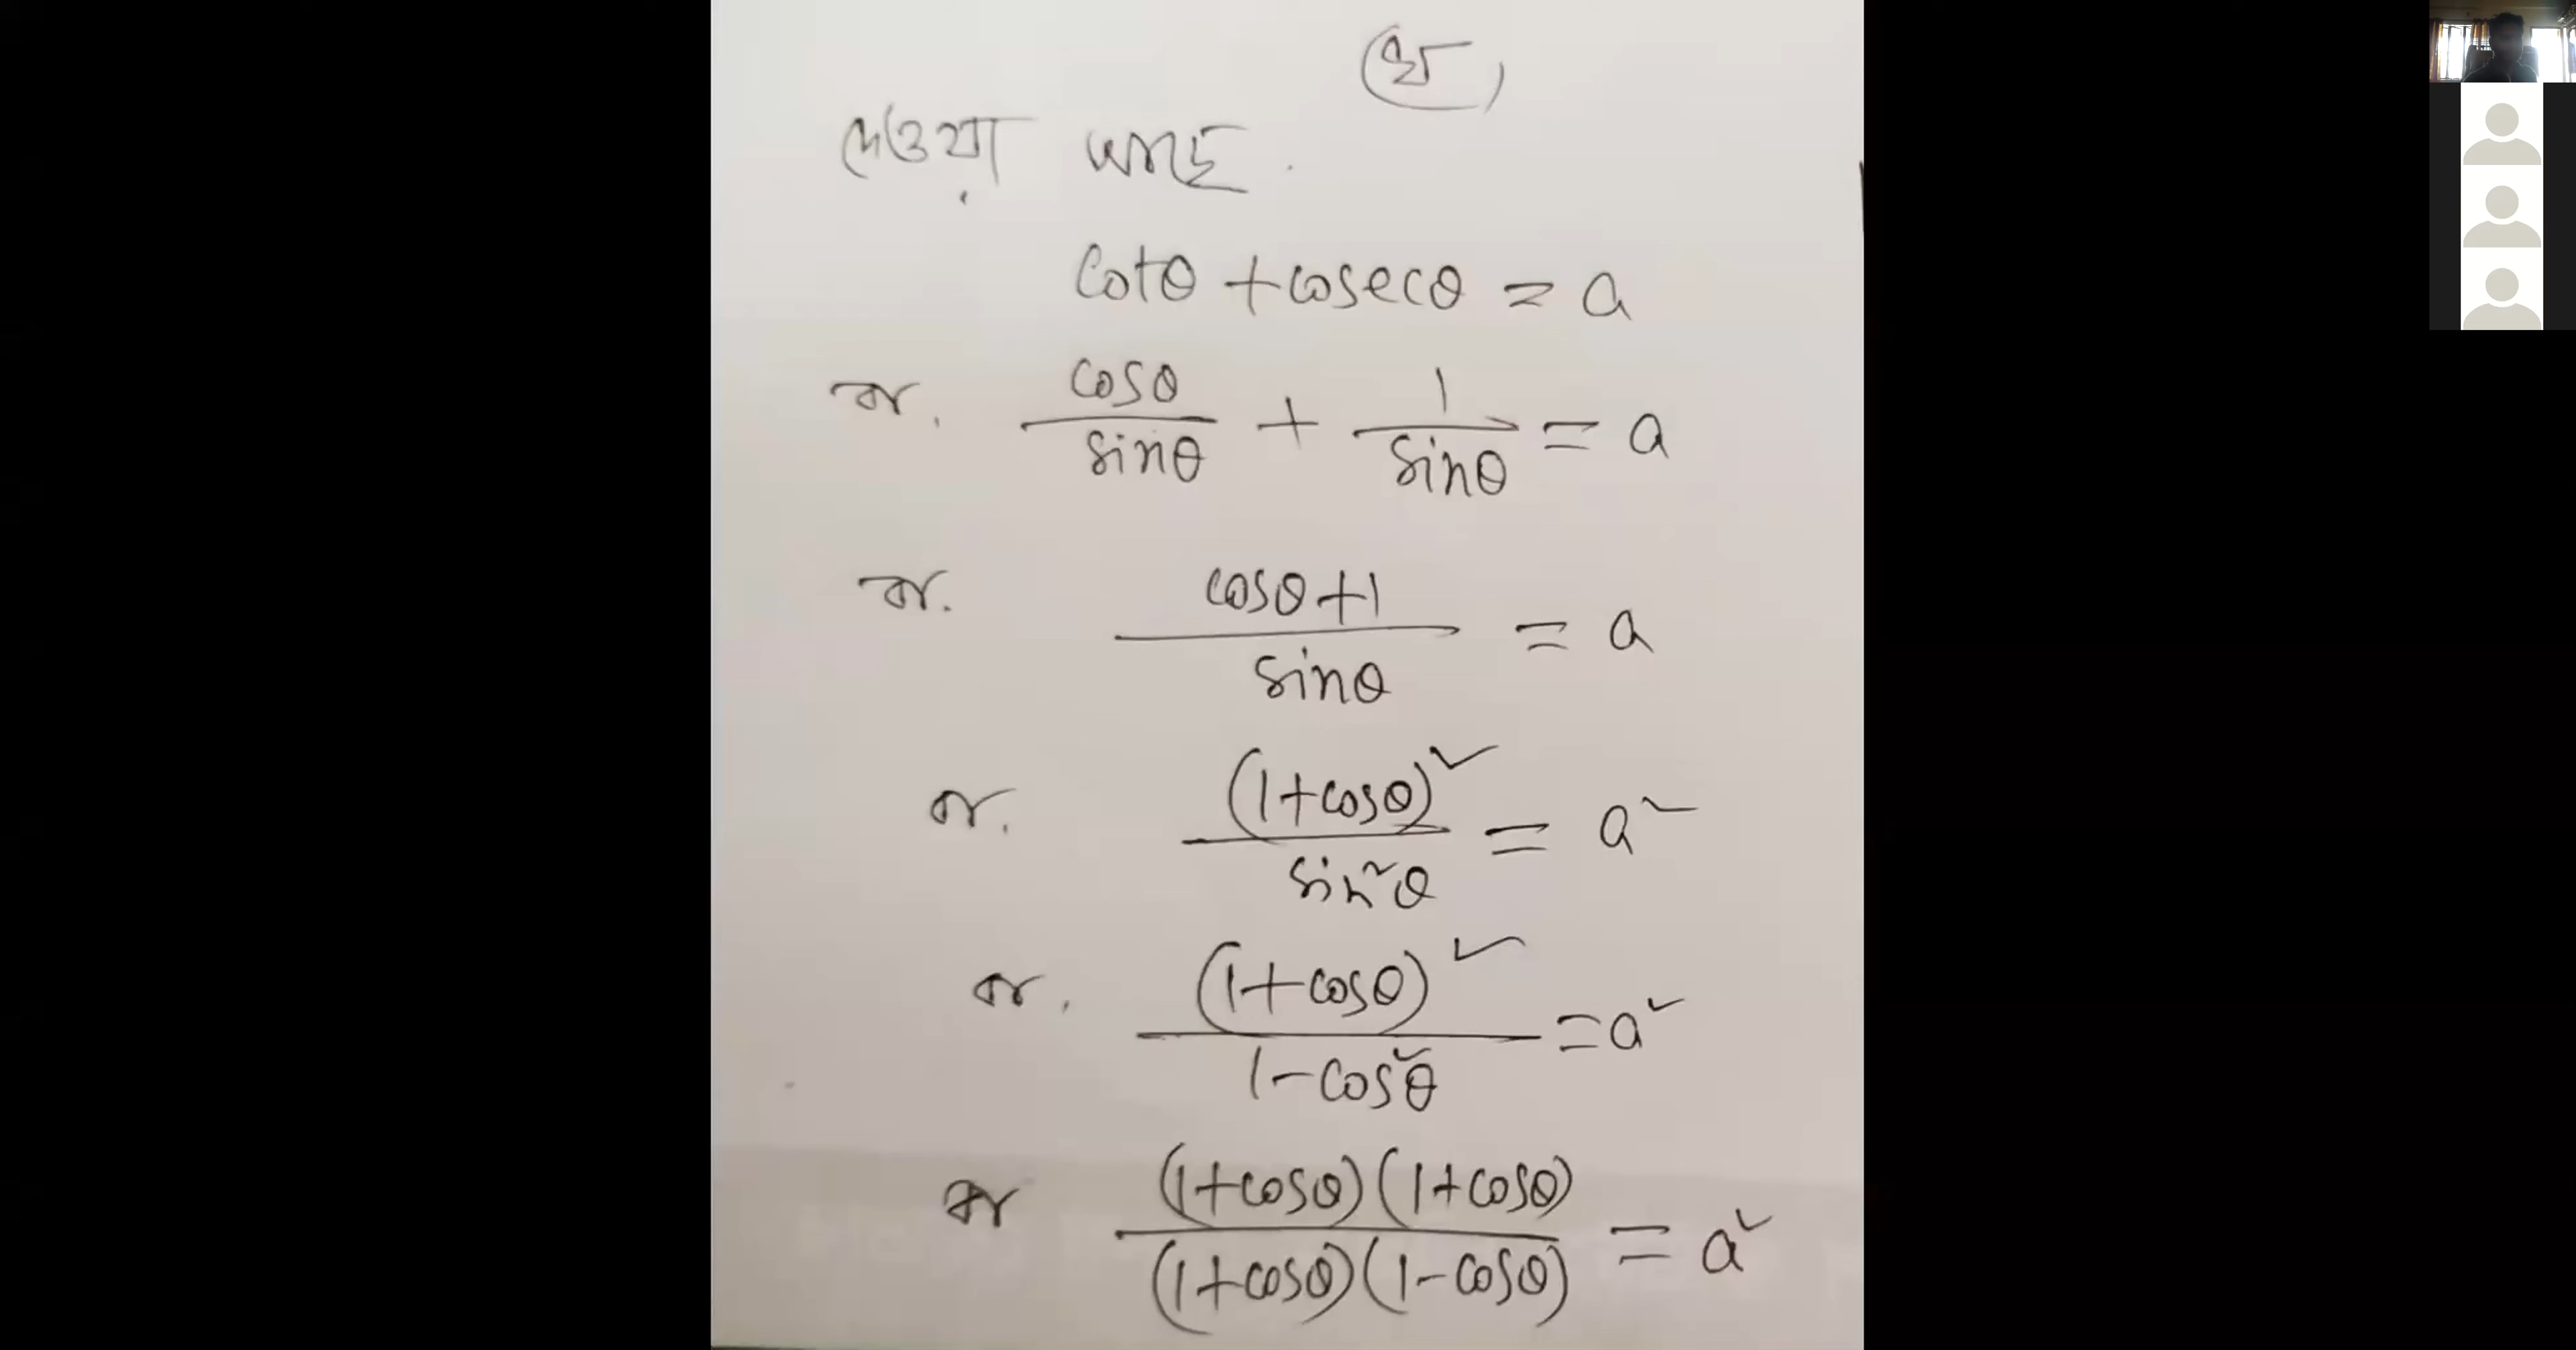 খ,
দেওয়া আছে.
cotθ + cosecθ = a
বা, cosθ/sinθ + 1/sinθ = a
বা. cosθ+1/sinθ = a
বা. (1+cosθ)²/sin²θ = a²
বা, (1+cosθ)²/1-cos²θ = a²
বা (1+cosθ)(1+cosθ)/(1+cosθ)(1-cosθ) = a²